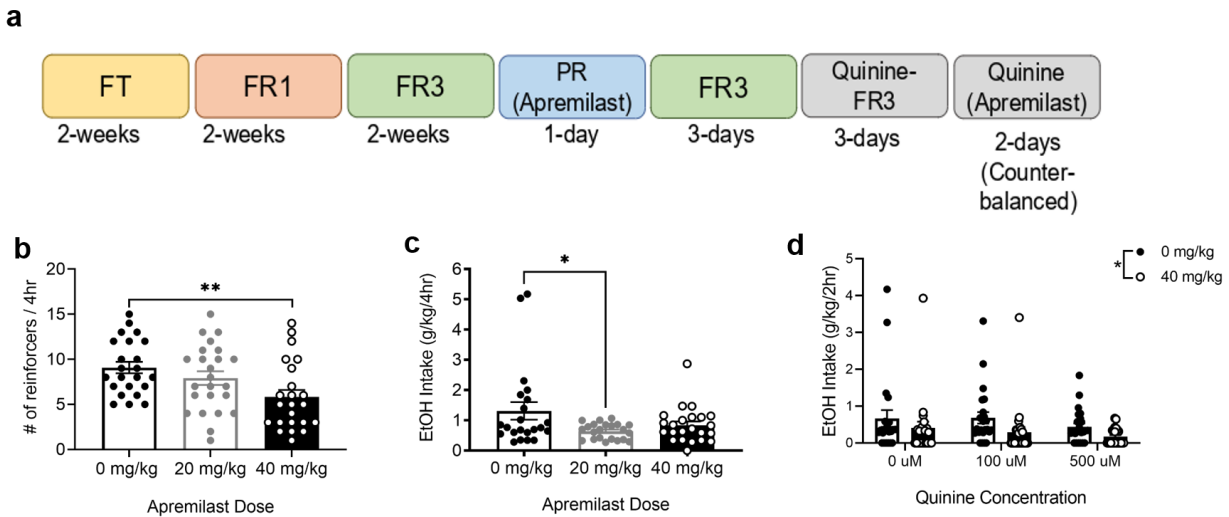 a
FT
FR1
FR3
PR
(Apremilast)
FR3
Quinine-
FR3
Quinine
(Apremilast)
2-weeks
2-weeks
2-weeks
1-day
3-days
3-days
2-days
(Counter-
balanced)
b
# of reinforcers / 4hr
20
15
10
5
0
**
0 mg/kg
20 mg/kg
40 mg/kg
Apremilast Dose
c
EtOH Intake (g/kg/4hr)
6
5
4
3
2
1
0
*
0 mg/kg
20 mg/kg
40 mg/kg
Apremilast Dose
d
EtOH Intake (g/kg/2hr)
5
4
3
2
1
0
*
0 mg/kg
40 mg/kg
0 uM
100 uM
500 uM
Quinine Concentration